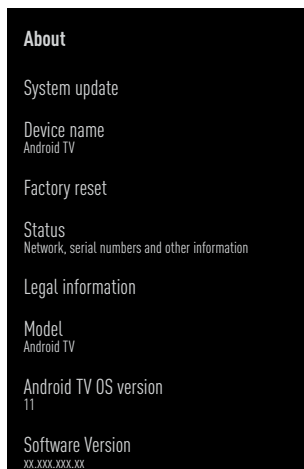 About
System update
Device name
Android TV
Factory reset
Status
Network, serial numbers and other information
Legal information
Model
Android TV
Android TV OS version
11
Software Version
xx.xxx.xxx.xx